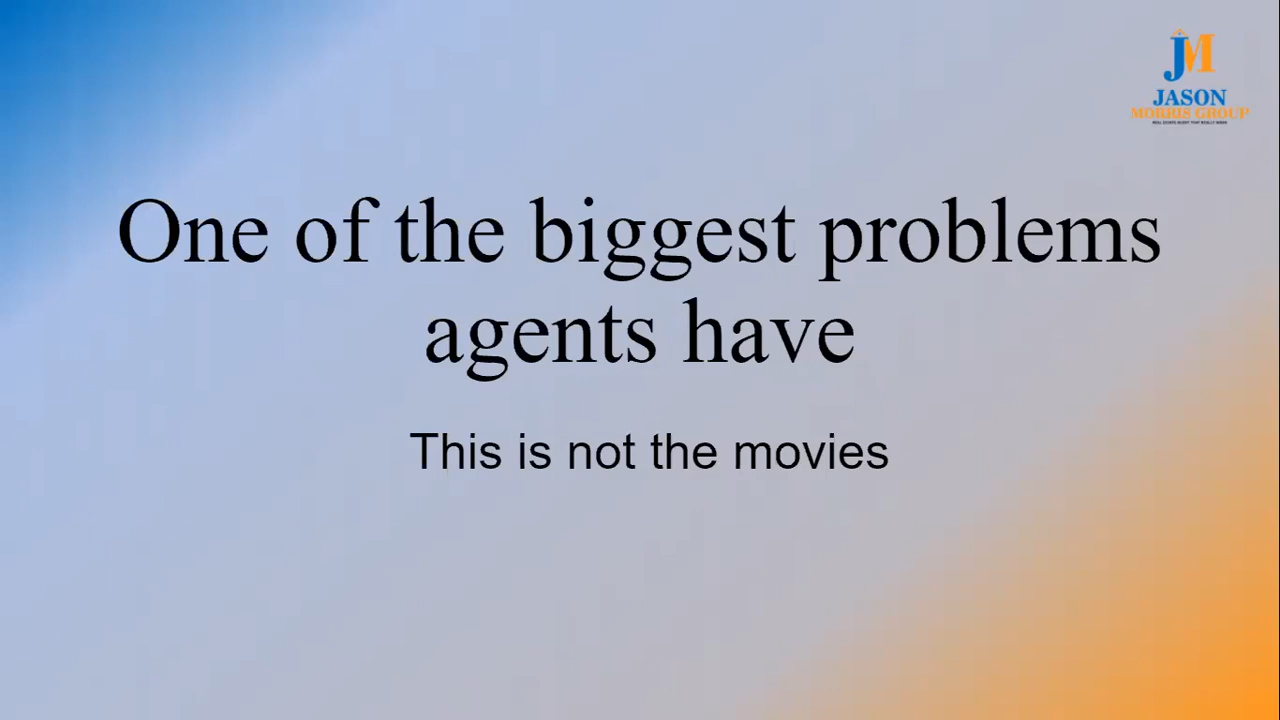 JM
JASON
MORRIS GROUP
One of the biggest problems
agents have
This is not the movies